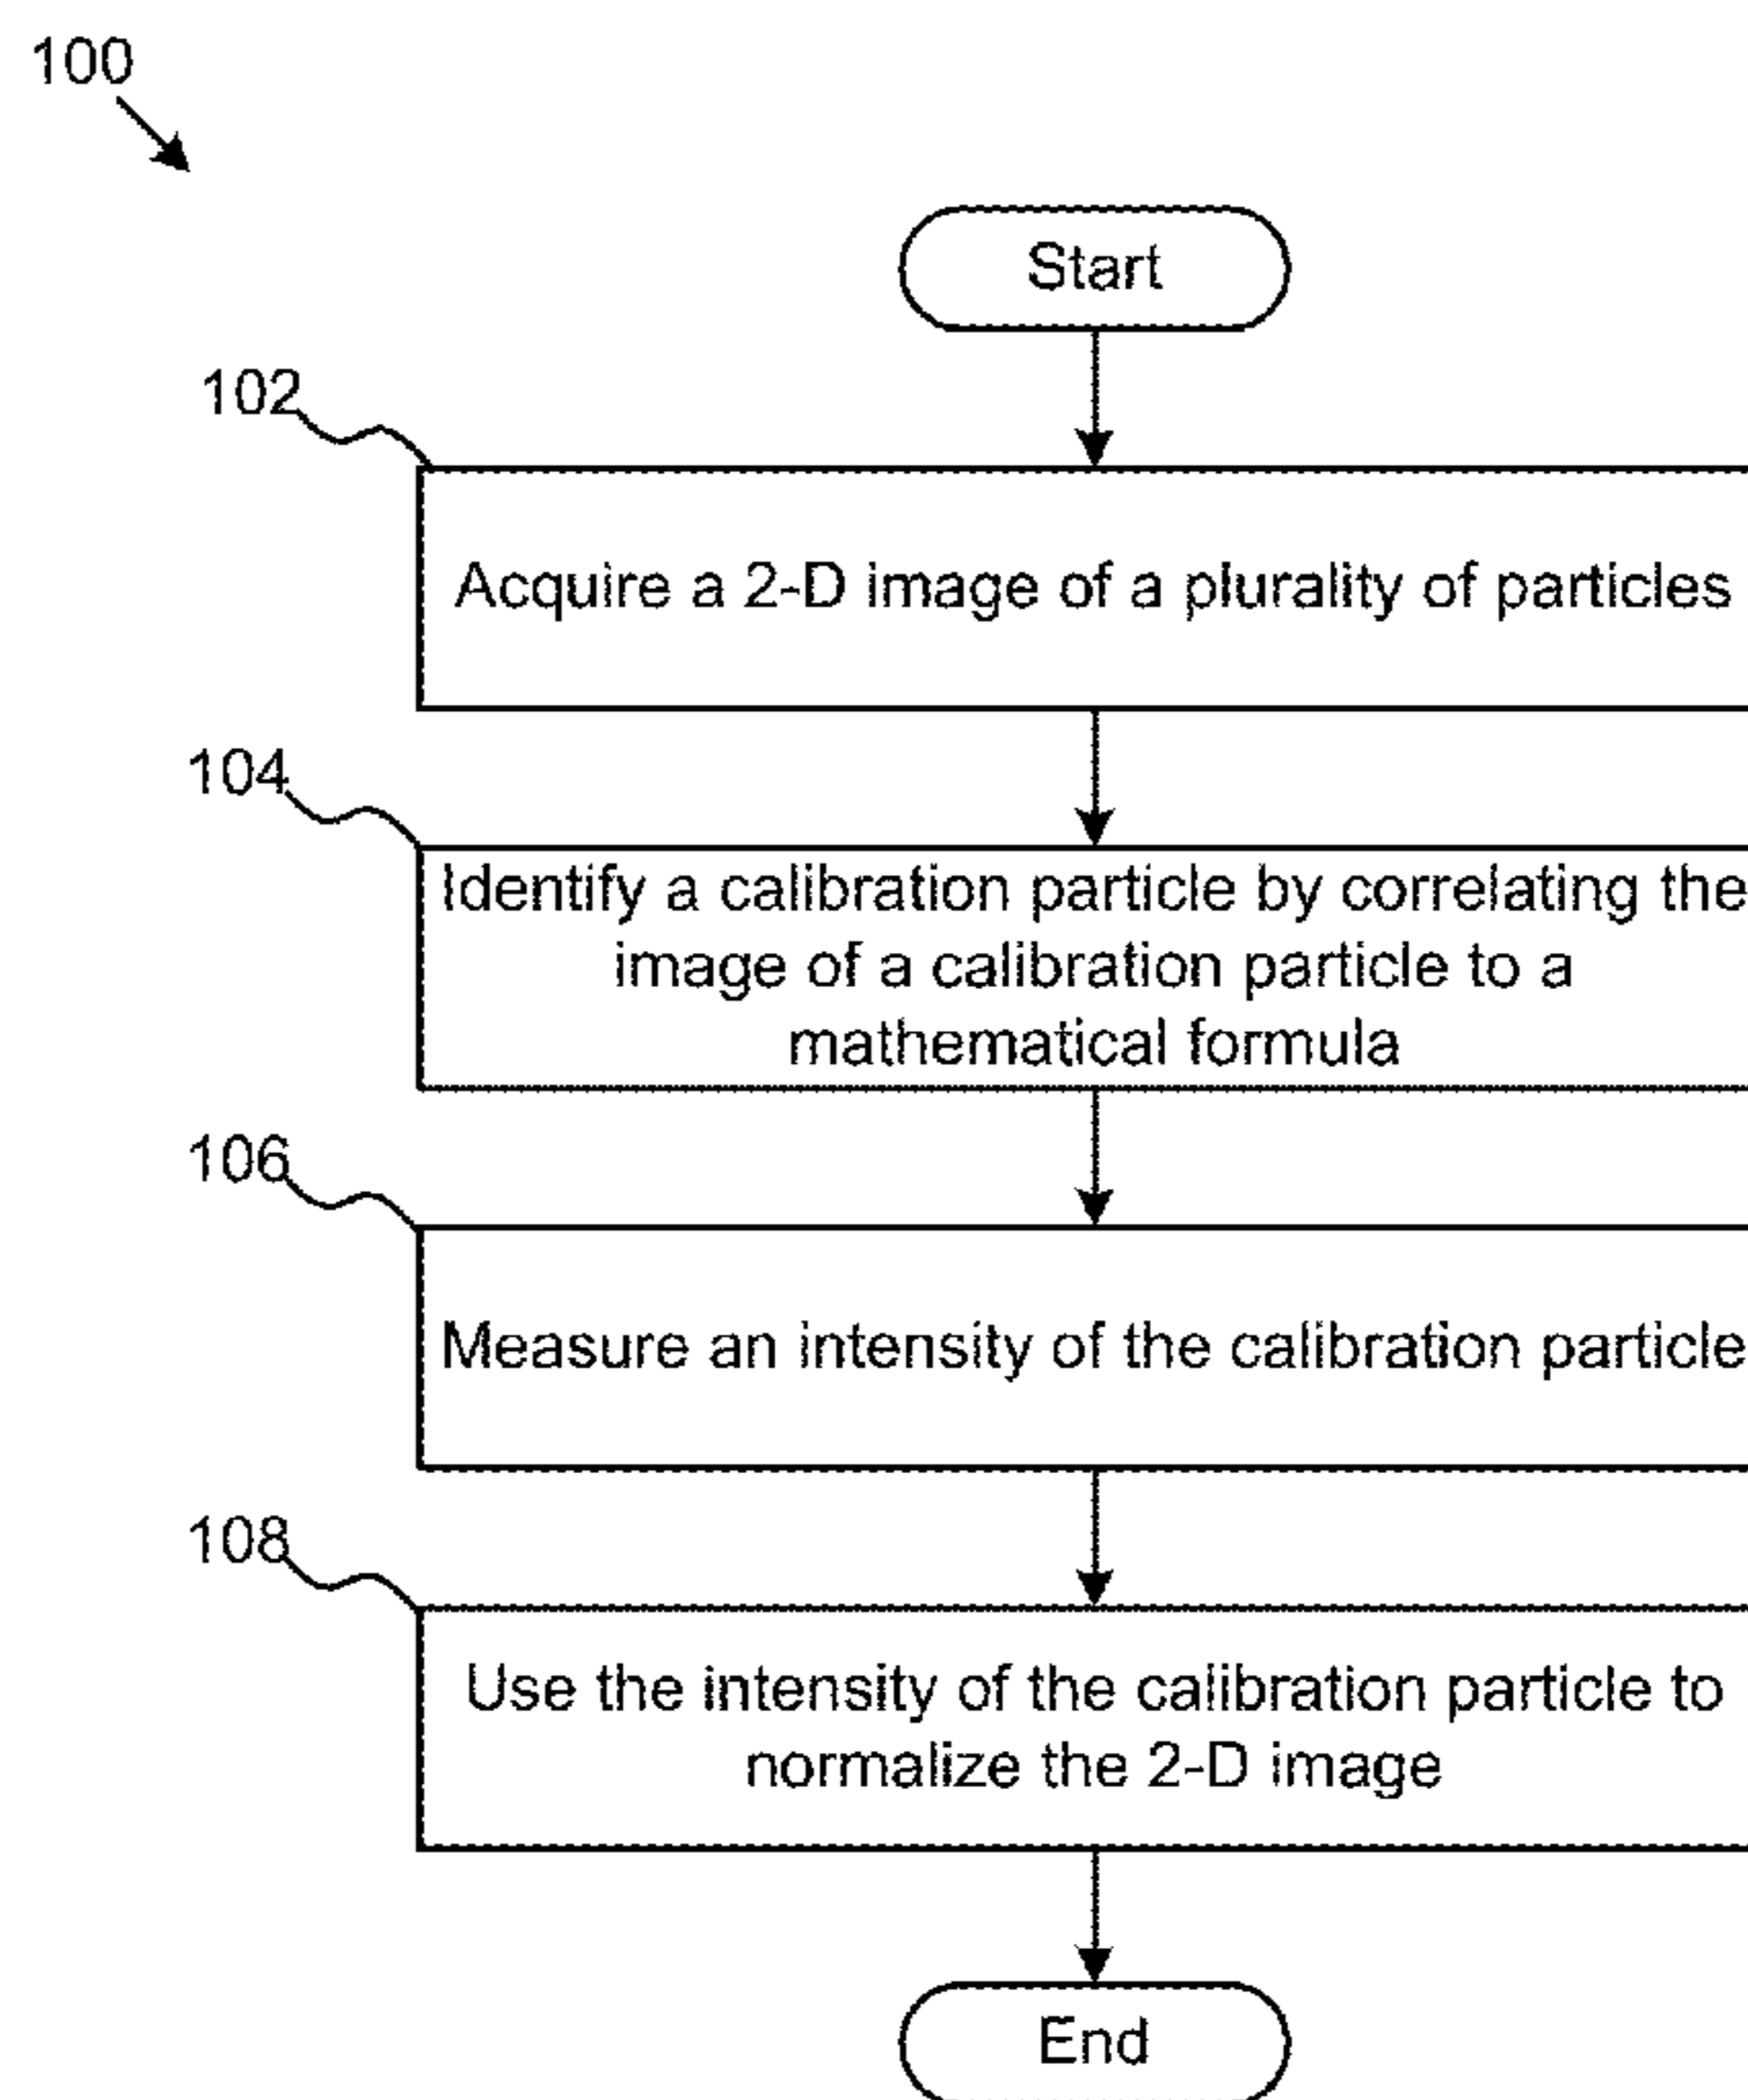 100
Start
102
Acquire a 2-D image of a plurality of particles
104
Identify a calibration particle by correlating the
image of a calibration particle to a
mathematical formula
106
Measure an intensity of the calibration particle
108
Use the intensity of the calibration particle to
normalize the 2-D image
End